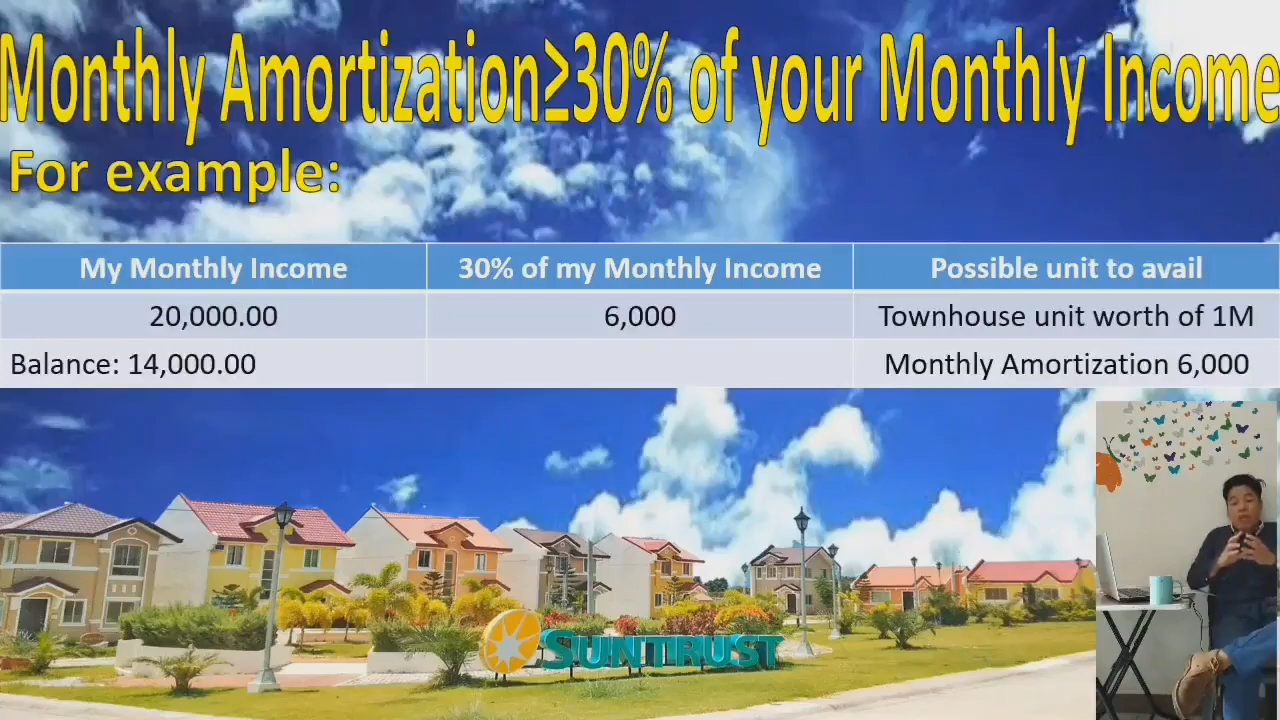 Monthly Amortization≥30% of your Monthly Income
For example:
My Monthly Income 30% of my Monthly Income Possible unit to avail
20,000.00 6,000 Townhouse unit worth of 1M
Balance: 14,000.00 Monthly Amortization 6,000
SUNTRUST